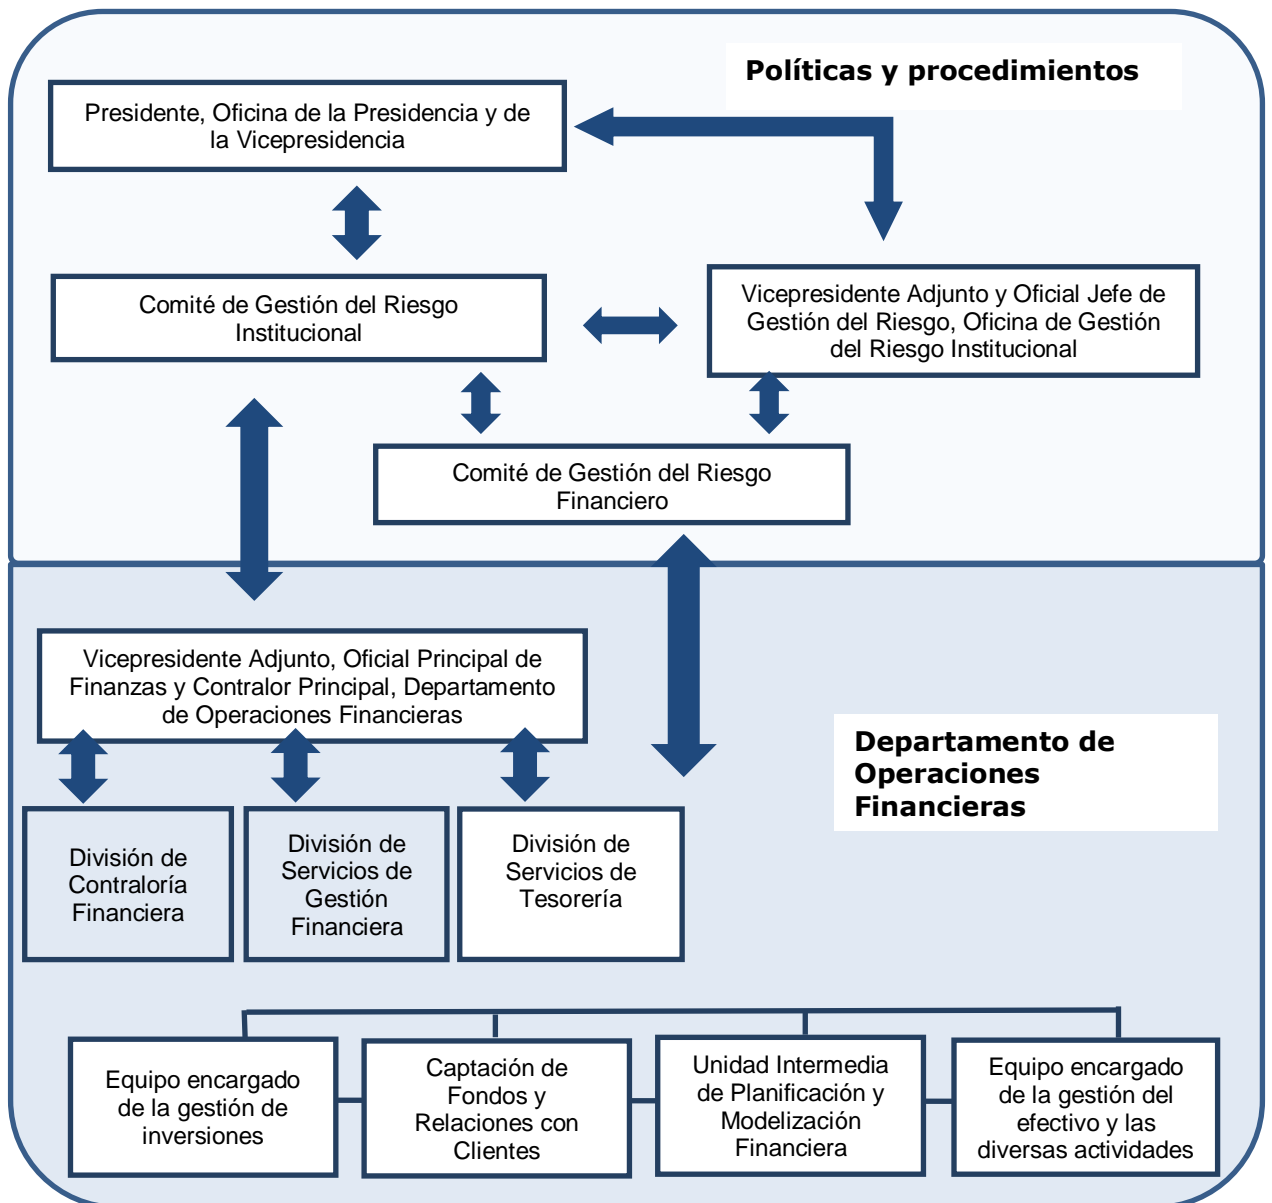 Políticas y procedimientos
Presidente, Oficina de la Presidencia y de
la Vicepresidencia
Comité de Gestión del Riesgo
Institucional
Vicepresidente Adjunto y Oficial Jefe de
Gestión del Riesgo, Oficina de Gestión
del Riesgo Institucional
Comité de Gestión del Riesgo
Financiero
Vicepresidente Adjunto, Oficial Principal de
Finanzas y Contralor Principal, Departamento
de Operaciones Financieras
Departamento de
Operaciones
Financieras
División de
Contraloría
Financiera
División de
Servicios de
Gestión
Financiera
División de
Servicios de
Tesorería
Equipo encargado
de la gestión de
inversiones
Captación de
Fondos y
Relaciones con
Clientes
Unidad Intermedia
de Planificación y
Modelización
Financiera
Equipo encargado
de la gestión del
efectivo y las
diversas actividades